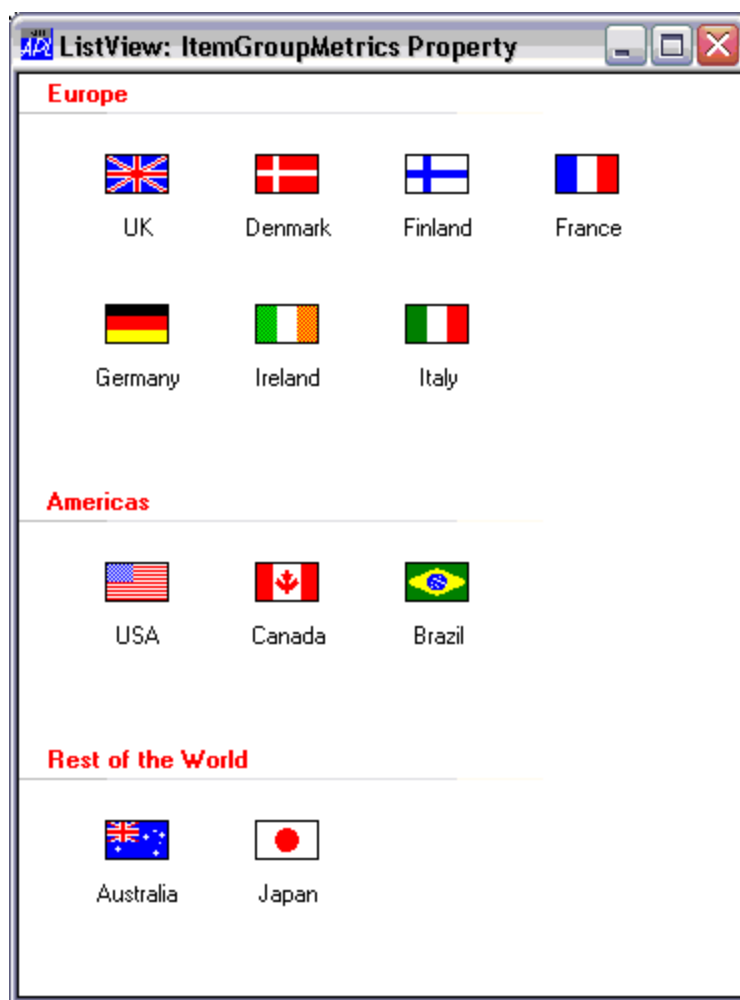 ListView: ItemGroupMetrics Property
Europe
UK Denmark Finland France
Germany Ireland Italy
Americas
USA Canada Brazil
Rest of the World
Australia Japan